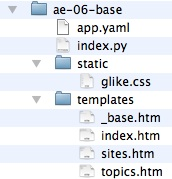 ae-06-base
app.yaml
index.py
static
glike.css
templates
_base.htm
index.htm
sites.htm
topics.htm